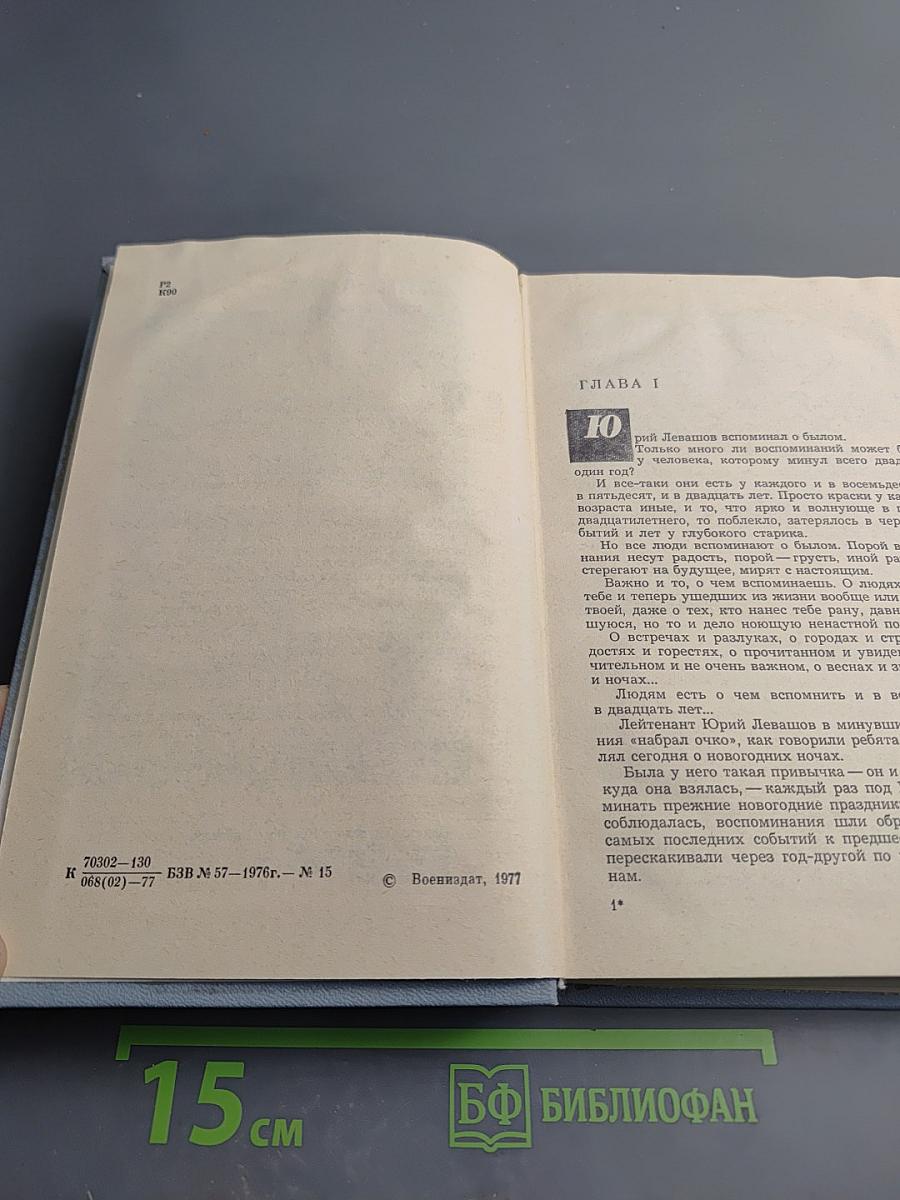 Р2
К90
К 70302—130
068(02)—77 БЗВ № 57—1976г.— № 15
© Воениздат, 1977
ГЛАВА I
Юрий Левашов вспоминал о былом.
Только много ли воспоминаний может
у человека, которому минул всего
один год?
И все-таки они есть у каждого и в
в пятьдесят, и в двадцать лет. Просто краски у
возраста иные, и то, что ярко и волнующе в
двадцатилетнего, то поблекло, затерялось в
бытий и лет у глубокого старика.
Но все люди вспоминают о былом. Порой
нания несут радость, порой — грусть, иной
стерегают на будущее, мирят с настоящим.
Важно и то, о чем вспоминаешь. О людях
тебе и теперь ушедших из жизни вообще или
твоей, даже о тех, кто нанес тебе рану,
шуюся, но то и дело ноющую ненастной
О встречах и разлуках, о городах и
достях и горестях, о прочитанном и
чительном и не очень важном, о веснах и
и ночах...
Людям есть о чем вспомнить и в
в двадцать лет...
Лейтенант Юрий Левашов в
ния «набрал очко», как говорили ребята
лял сегодня о новогодних ночах.
Была у него такая привычка — он и
куда она взялась, — каждый раз под
минать прежние новогодние
соблюдалась, воспоминания шли
самых последних событий к
перескакивали через год-другой по
нам.
1*
15 см
БФ БИБЛИОФАН